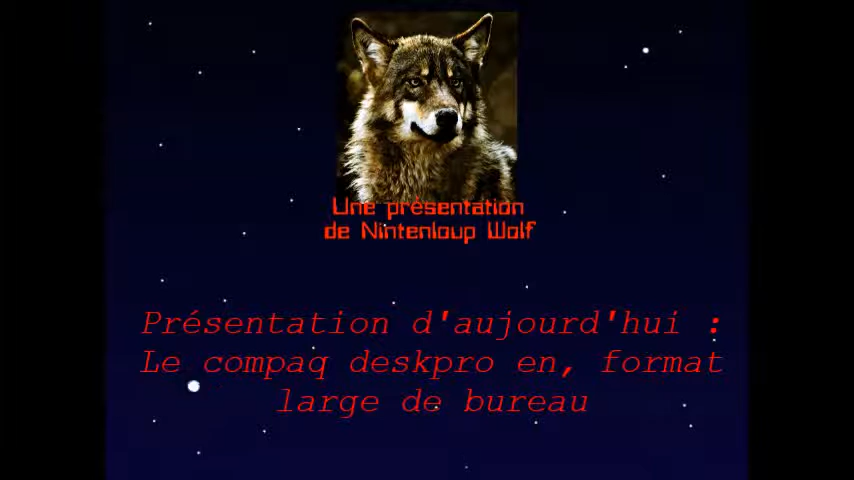 Une présentation
de Nintenloup Wolf
Présentation d'aujourd'hui :
Le compaq deskpro en, format
large de bureau